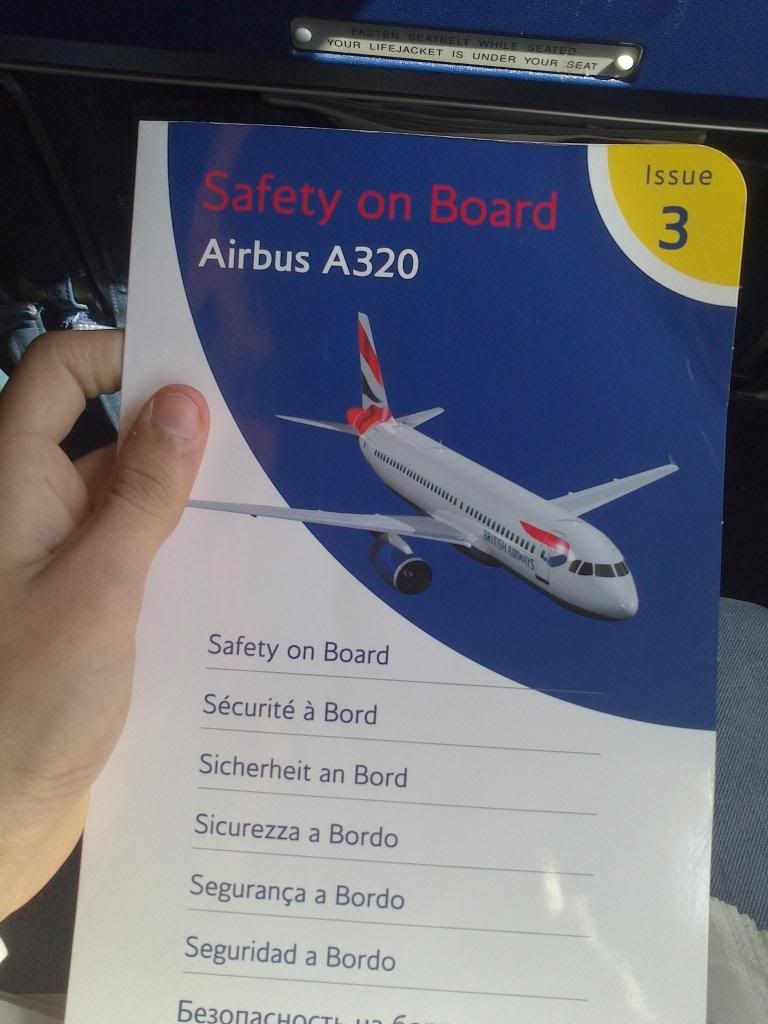 FASTEN SEATBELT WHILE SEATED
YOUR LIFEJACKET IS UNDER YOUR SEAT
Issue
3
Safety on Board
Airbus A320
BRITISH AIRWAYS
Safety on Board
Sécurité à Bord
Sicherheit an Bord
Sicurezza a Bordo
Segurança a Bordo
Seguridad a Bordo
Безопасность на